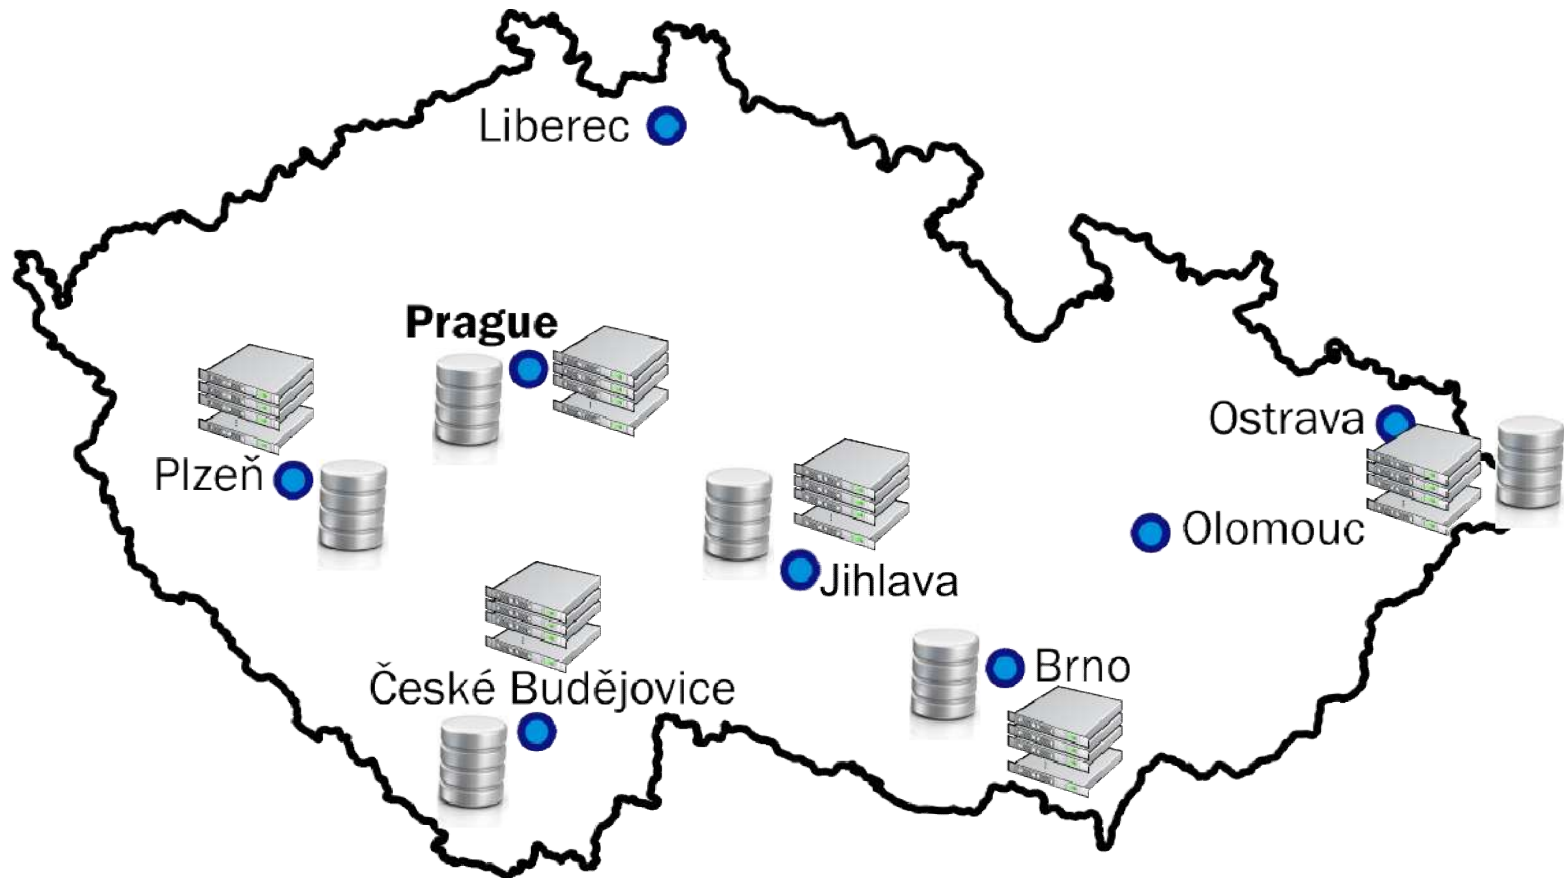 Liberec
Prague
Ostrava
Plzeň
Olomouc
Jihlava
Brno
České Budějovice